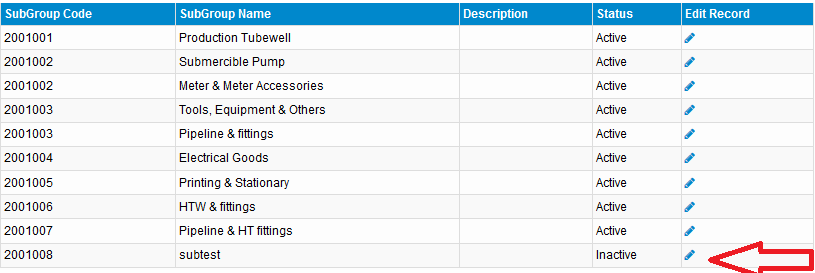 SubGroup Code SubGroup Name Description Status Edit Record
2001001 Production Tubewell Active
2001002 Submercible Pump Active
2001002 Meter & Meter Accessories Active
2001003 Tools, Equipment & Others Active
2001003 Pipeline & fittings Active
2001004 Electrical Goods Active
2001005 Printing & Stationary Active
2001006 HTW & fittings Active
2001007 Pipeline & HT fittings Active
2001008 subtest Inactive